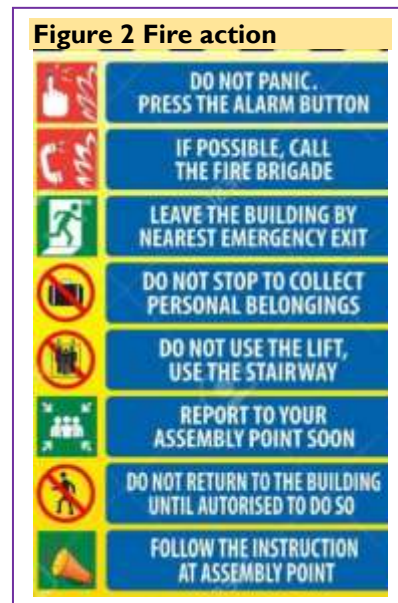 Figure 2 Fire action
DO NOT PANIC.
PRESS THE ALARM BUTTON
IF POSSIBLE, CALL
THE FIRE BRIGADE
LEAVE THE BUILDING BY
NEAREST EMERGENCY EXIT
DO NOT STOP TO COLLECT
PERSONAL BELONGINGS
DO NOT USE THE LIFT,
USE THE STAIRWAY
REPORT TO YOUR
ASSEMBLY POINT SOON
DO NOT RETURN TO THE BUILDING
UNTIL AUTORISED TO DO SO
FOLLOW THE INSTRUCTION
AT ASSEMBLY POINT